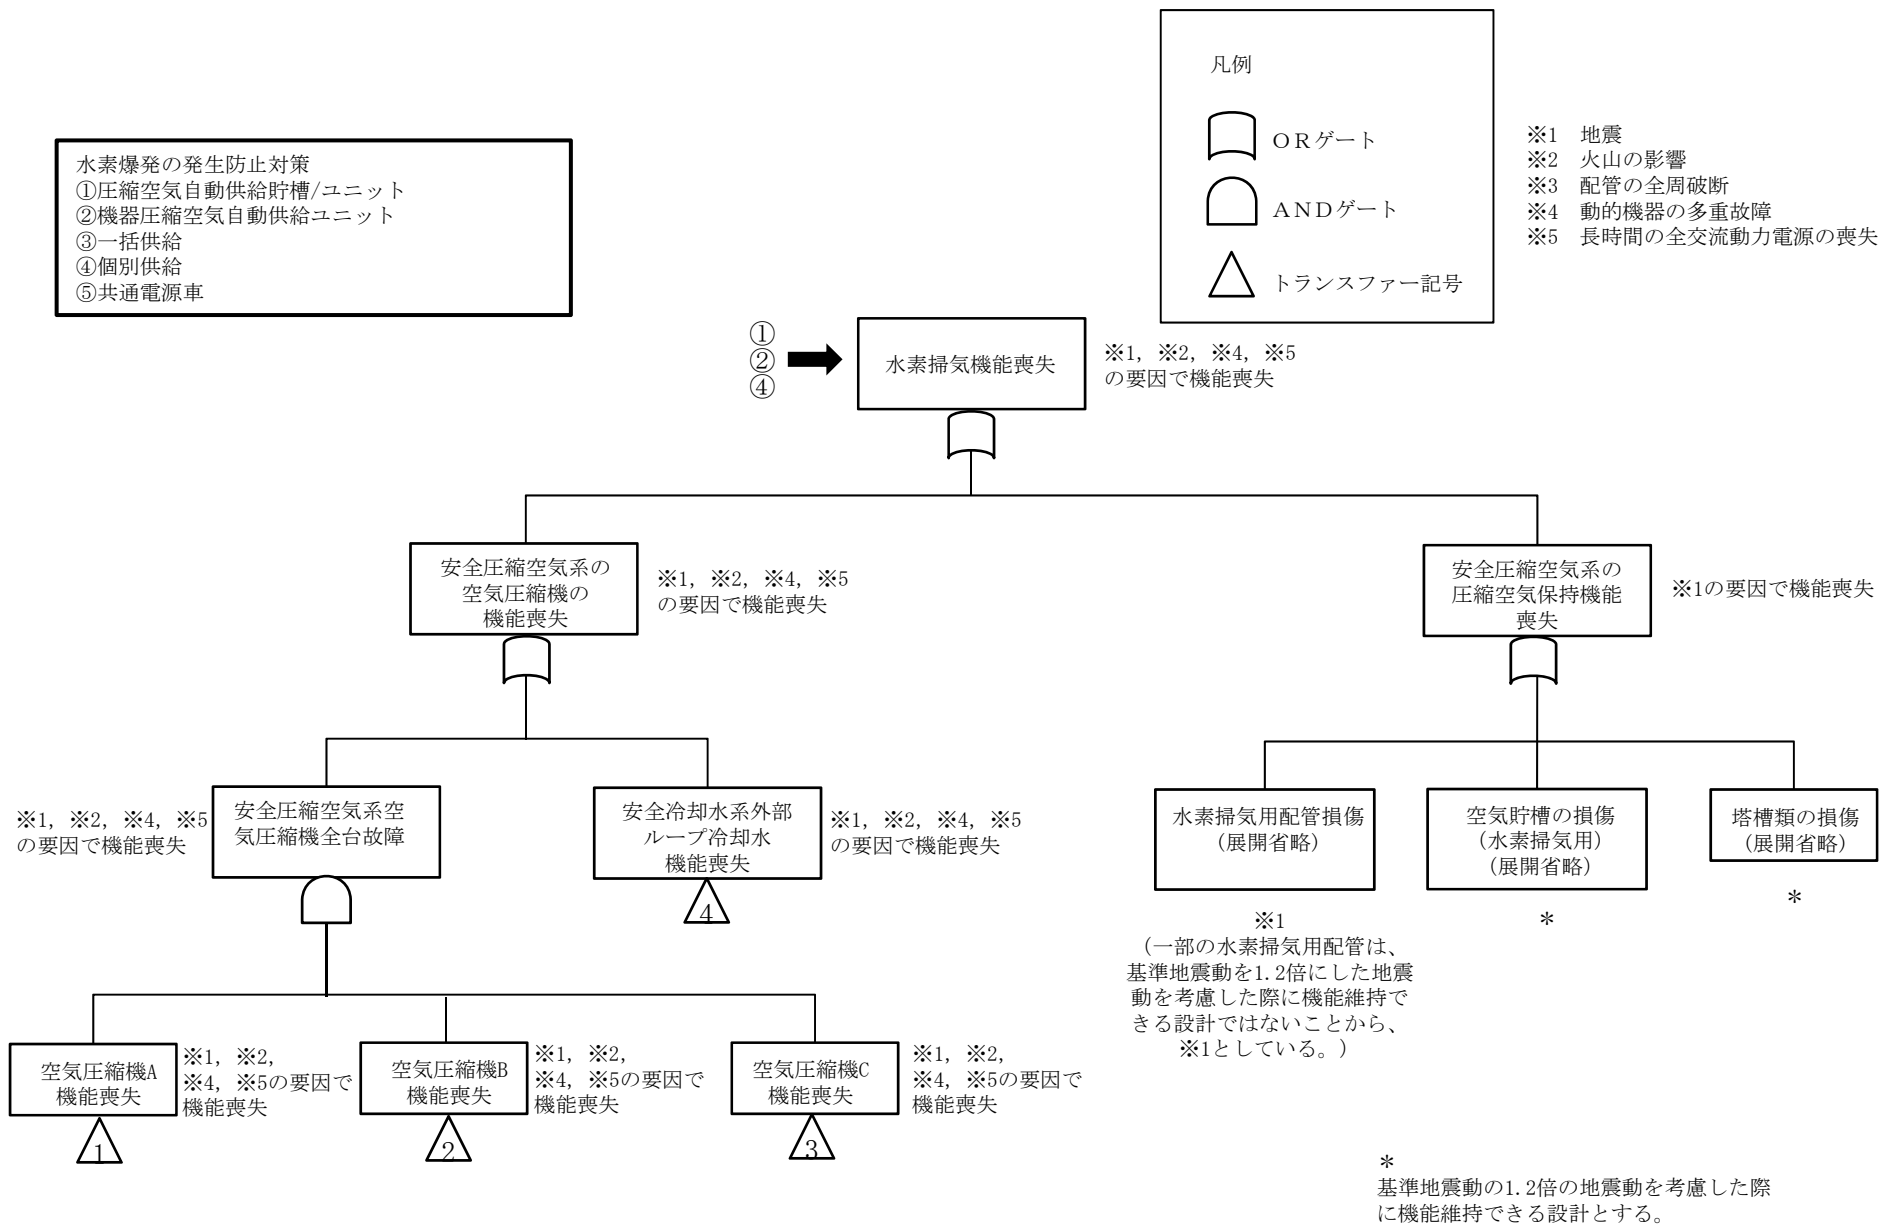 凡例
ORゲート
ANDゲート
トランスファー記号
※1 地震
※2 火山の影響
※3 配管の全周破断
※4 動的機器の多重故障
※5 長時間の全交流動力電源の喪失
水素爆発の発生防止対策
①圧縮空気自動供給貯槽/ユニット
②機器圧縮空気自動供給ユニット
③一括供給
④個別供給
⑤共通電源車
①
②
④
水素掃気機能喪失
※1, ※2, ※4, ※5
の要因で機能喪失
安全圧縮空気系の
空気圧縮機の
機能喪失
※1, ※2, ※4, ※5
の要因で機能喪失
安全圧縮空気系の
圧縮空気保持機能
喪失
※1の要因で機能喪失
※1, ※2, ※4, ※5
の要因で機能喪失
安全圧縮空気系空
気圧縮機全台故障
安全冷却水系外部
ループ冷却水
機能喪失
4
※1, ※2, ※4, ※5
の要因で機能喪失
水素掃気用配管損傷
(展開省略)
※1
(一部の水素掃気用配管は、
基準地震動を1.2倍にした地震
動を考慮した際に機能維持で
きる設計ではないことから、
※1としている。)
空気貯槽の損傷
(水素掃気用)
(展開省略)
*
塔槽類の損傷
(展開省略)
*
空気圧縮機A
機能喪失
1
※1, ※2,
※4, ※5の要因で
機能喪失
空気圧縮機B
機能喪失
2
※1, ※2,
※4, ※5の要因で
機能喪失
空気圧縮機C
機能喪失
3
※1, ※2,
※4, ※5の要因で
機能喪失
*
基準地震動の1.2倍の地震動を考慮した際
に機能維持できる設計とする。